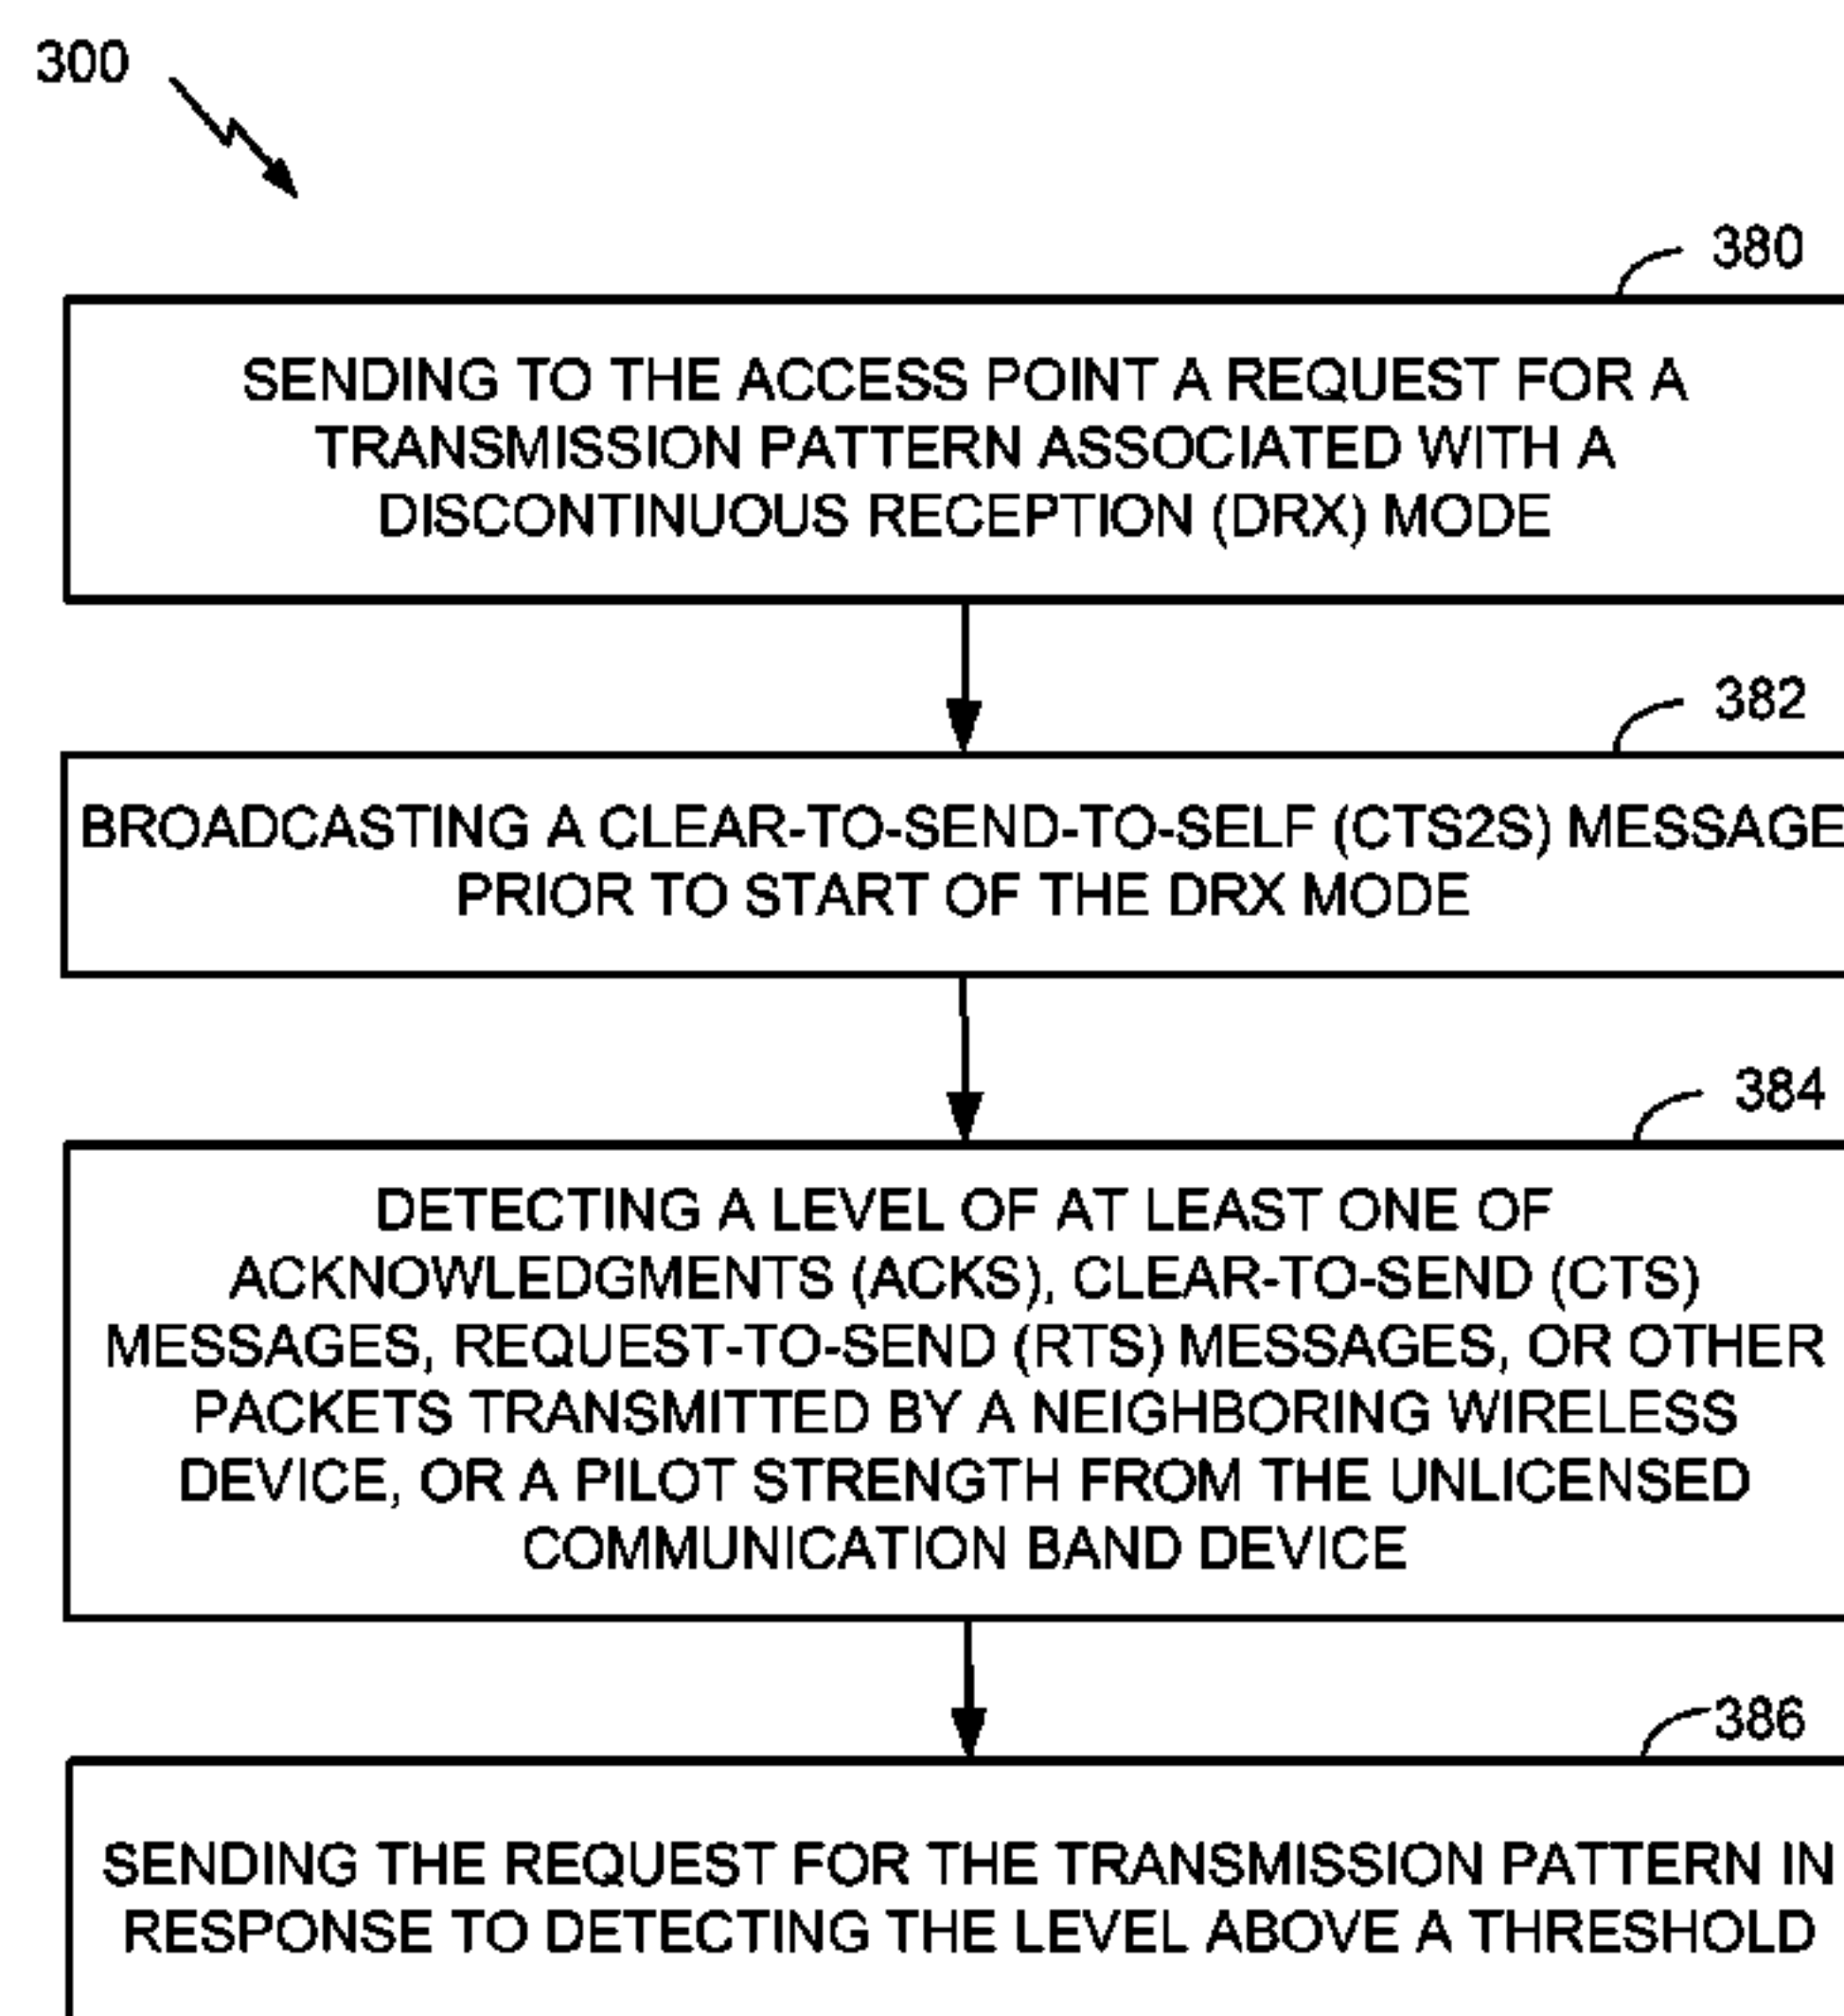 300
380
SENDING TO THE ACCESS POINT A REQUEST FOR A
TRANSMISSION PATTERN ASSOCIATED WITH A
DISCONTINUOUS RECEPTION (DRX) MODE
382
BROADCASTING A CLEAR-TO-SEND-TO-SELF (CTS2S) MESSAGE
PRIOR TO START OF THE DRX MODE
384
DETECTING A LEVEL OF AT LEAST ONE OF
ACKNOWLEDGMENTS (ACKS), CLEAR-TO-SEND (CTS)
MESSAGES, REQUEST-TO-SEND (RTS) MESSAGES, OR OTHER
PACKETS TRANSMITTED BY A NEIGHBORING WIRELESS
DEVICE, OR A PILOT STRENGTH FROM THE UNLICENSED
COMMUNICATION BAND DEVICE
386
SENDING THE REQUEST FOR THE TRANSMISSION PATTERN IN
RESPONSE TO DETECTING THE LEVEL ABOVE A THRESHOLD